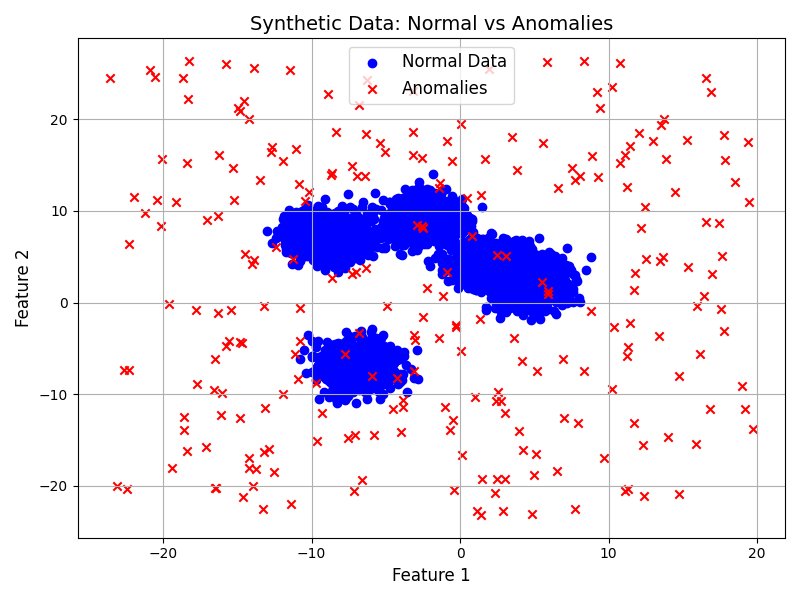 Synthetic Data: Normal vs Anomalies
Normal Data
Anomalies
Feature 2
20
10
0
−10
−20
−20
−10
0
10
20
Feature 1